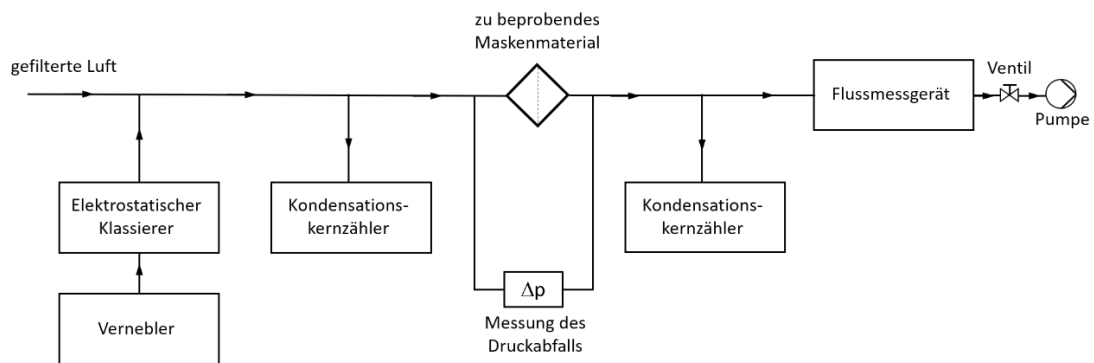 zu beprobendes
Maskenmaterial
gefilterte Luft
Ventil
Flussmessgerät
Pumpe
Elektrostatischer
Klassierer
Kondensations-
kernzähler
Kondensations-
kernzähler
Δp
Vernebler
Messung des
Druckabfalls